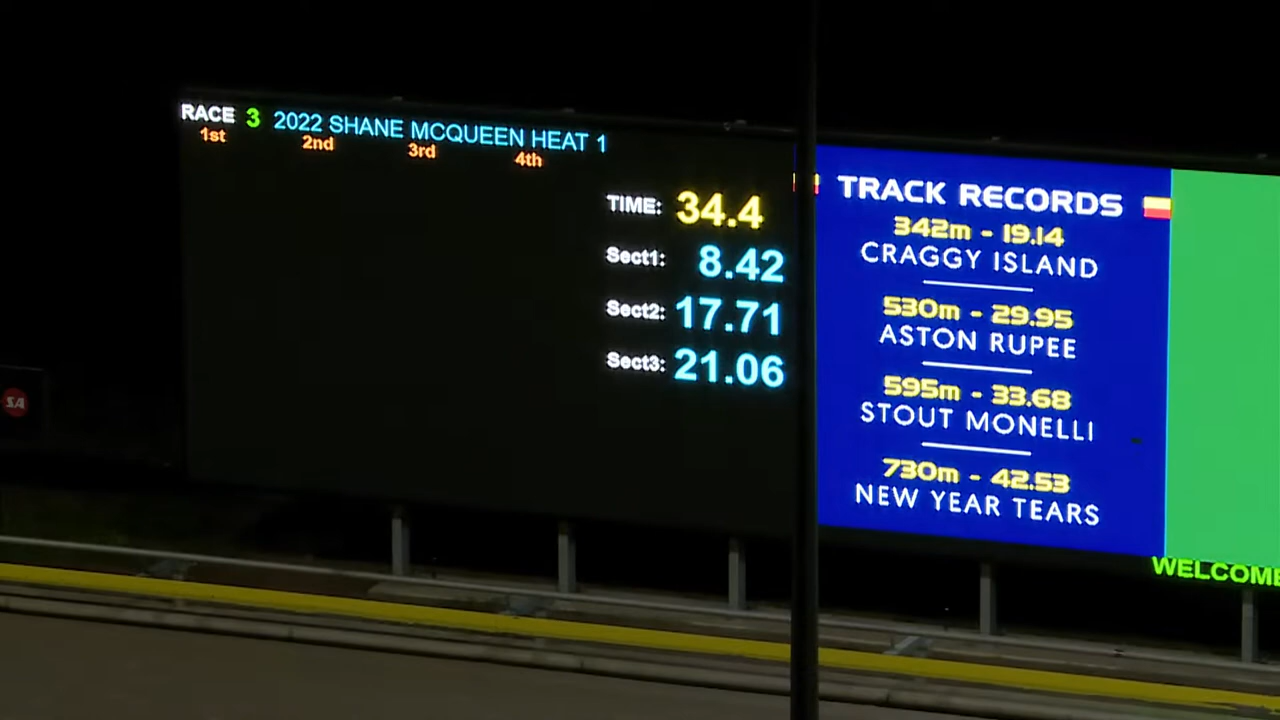 RACE 3 2022 SHANE MCQUEEN HEAT 1
1st 2nd 3rd 4th
TIME: 34.4
Sect1: 8.42
Sect2: 17.71
Sect3: 21.06
TRACK RECORDS
342m - 19.14
CRAGGY ISLAND
530m - 29.95
ASTON RUPEE
595m - 33.68
STOUT MONELLI
730m - 42.53
NEW YEAR TEARS
WELCOME
SA